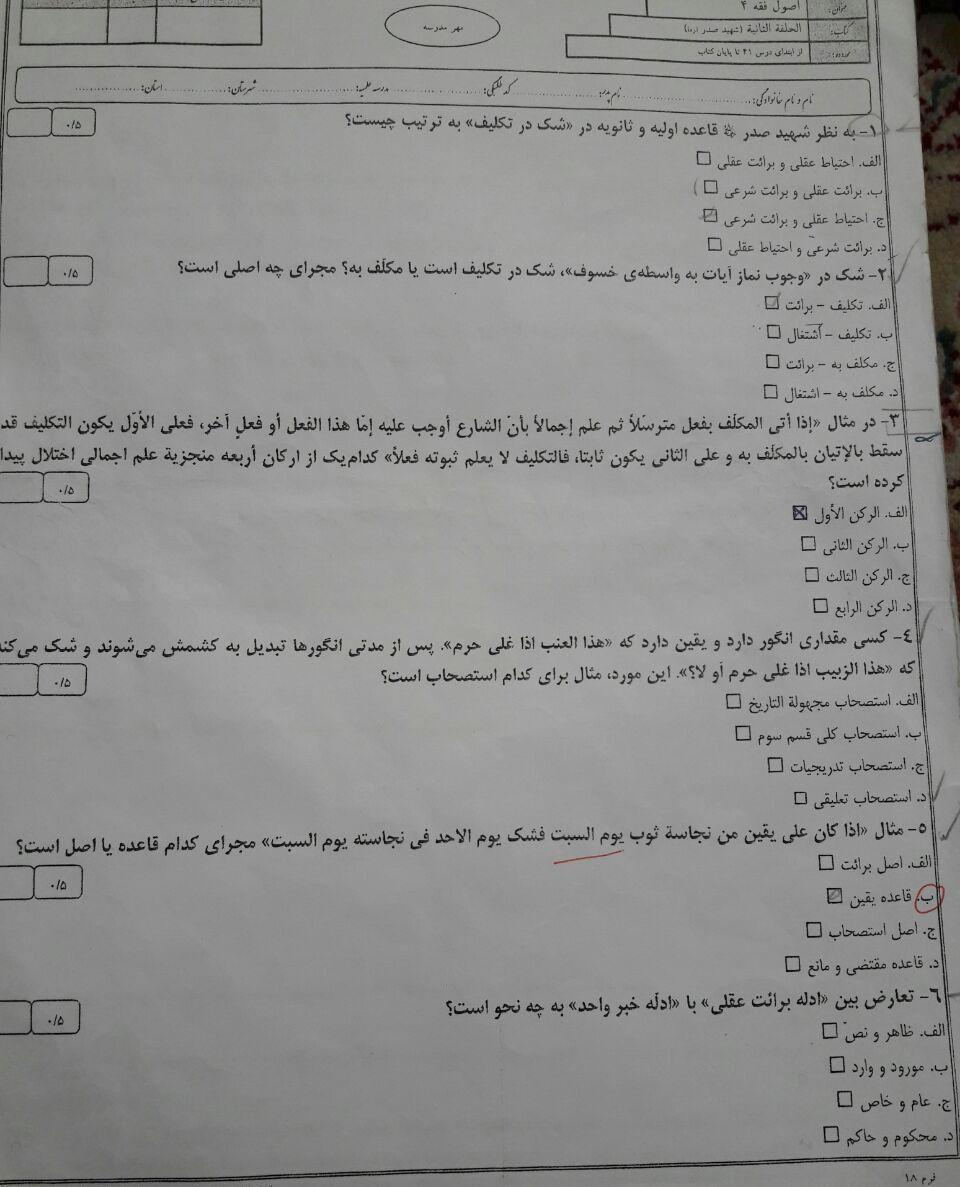 عنوان: اصول فقه ۴
کتاب: الحلقة الثانیة (شهید صدر (ره))
محدوده: از ابتدای درس ۴۱ تا پایان کتاب
مهر مدرسه
نام و نام خانوادگی: نام پدر: کد طلبگی: مدرسه علمیه: شهرستان: استان:
۱- به نظر شهید صدر قاعده اولیه و ثانویه در «شک در تکلیف» به ترتیب چیست؟
۰/۵
الف. احتیاط عقلی و برائت عقلی
ب. برائت عقلی و برائت شرعی
ج. احتیاط عقلی و برائت شرعی
د. برائت شرعی و احتیاط عقلی
۲- شک در «وجوب نماز آیات به واسطه‌ی خسوف»، شک در تکلیف است یا مکلّف به؟ مجرای چه اصلی است؟
۰/۵
الف. تکلیف - برائت
ب. تکلیف - اشتغال
ج. مکلف به - برائت
د. مکلف به - اشتغال
۳- در مثال «إذا أتی المکلّف بفعل مترسّلاً ثم علم إجمالاً بأنّ الشارع أوجب علیه إمّا هذا الفعل أو فعلٍ آخر، فعلی الأوّل یکون التکلیف قد
سقط بالإتیان بالمکلّف به و علی الثانی یکون ثابتا، فالتکلیف لا یعلم ثبوته فعلاً» کدام‌یک از ارکان أربعه منجزیة علم اجمالی اختلال پیدا
کرده است؟
۰/۵
الف. الرکن الأول
ب. الرکن الثانی
ج. الرکن الثالث
د. الرکن الرابع
٤- کسی مقداری انگور دارد و یقین دارد که «هذا العنب اذا غلی حرم». پس از مدتی انگورها تبدیل به کشمش می‌شوند و شک می‌کند
که «هذا الزبیب اذا غلی حرم أو لا؟». این مورد، مثال برای کدام استصحاب است؟
۰/۵
الف. استصحاب مجهولة التاریخ
ب. استصحاب کلی قسم سوم
ج. استصحاب تدریجیات
د. استصحاب تعلیقی
٥- مثال «اذا کان علی یقین من نجاسة ثوب یوم السبت فشک یوم الاحد فی نجاسته یوم السبت» مجرای کدام قاعده یا اصل است؟
۰/۵
الف. اصل برائت
ب. قاعده یقین
ج. اصل استصحاب
د. قاعده مقتضی و مانع
٦- تعارض بین «ادله برائت عقلی» با «ادلّه خبر واحد» به چه نحو است؟
۰/۵
الف. ظاهر و نص
ب. مورود و وارد
ج. عام و خاص
د. محکوم و حاکم
فرم ۱۸